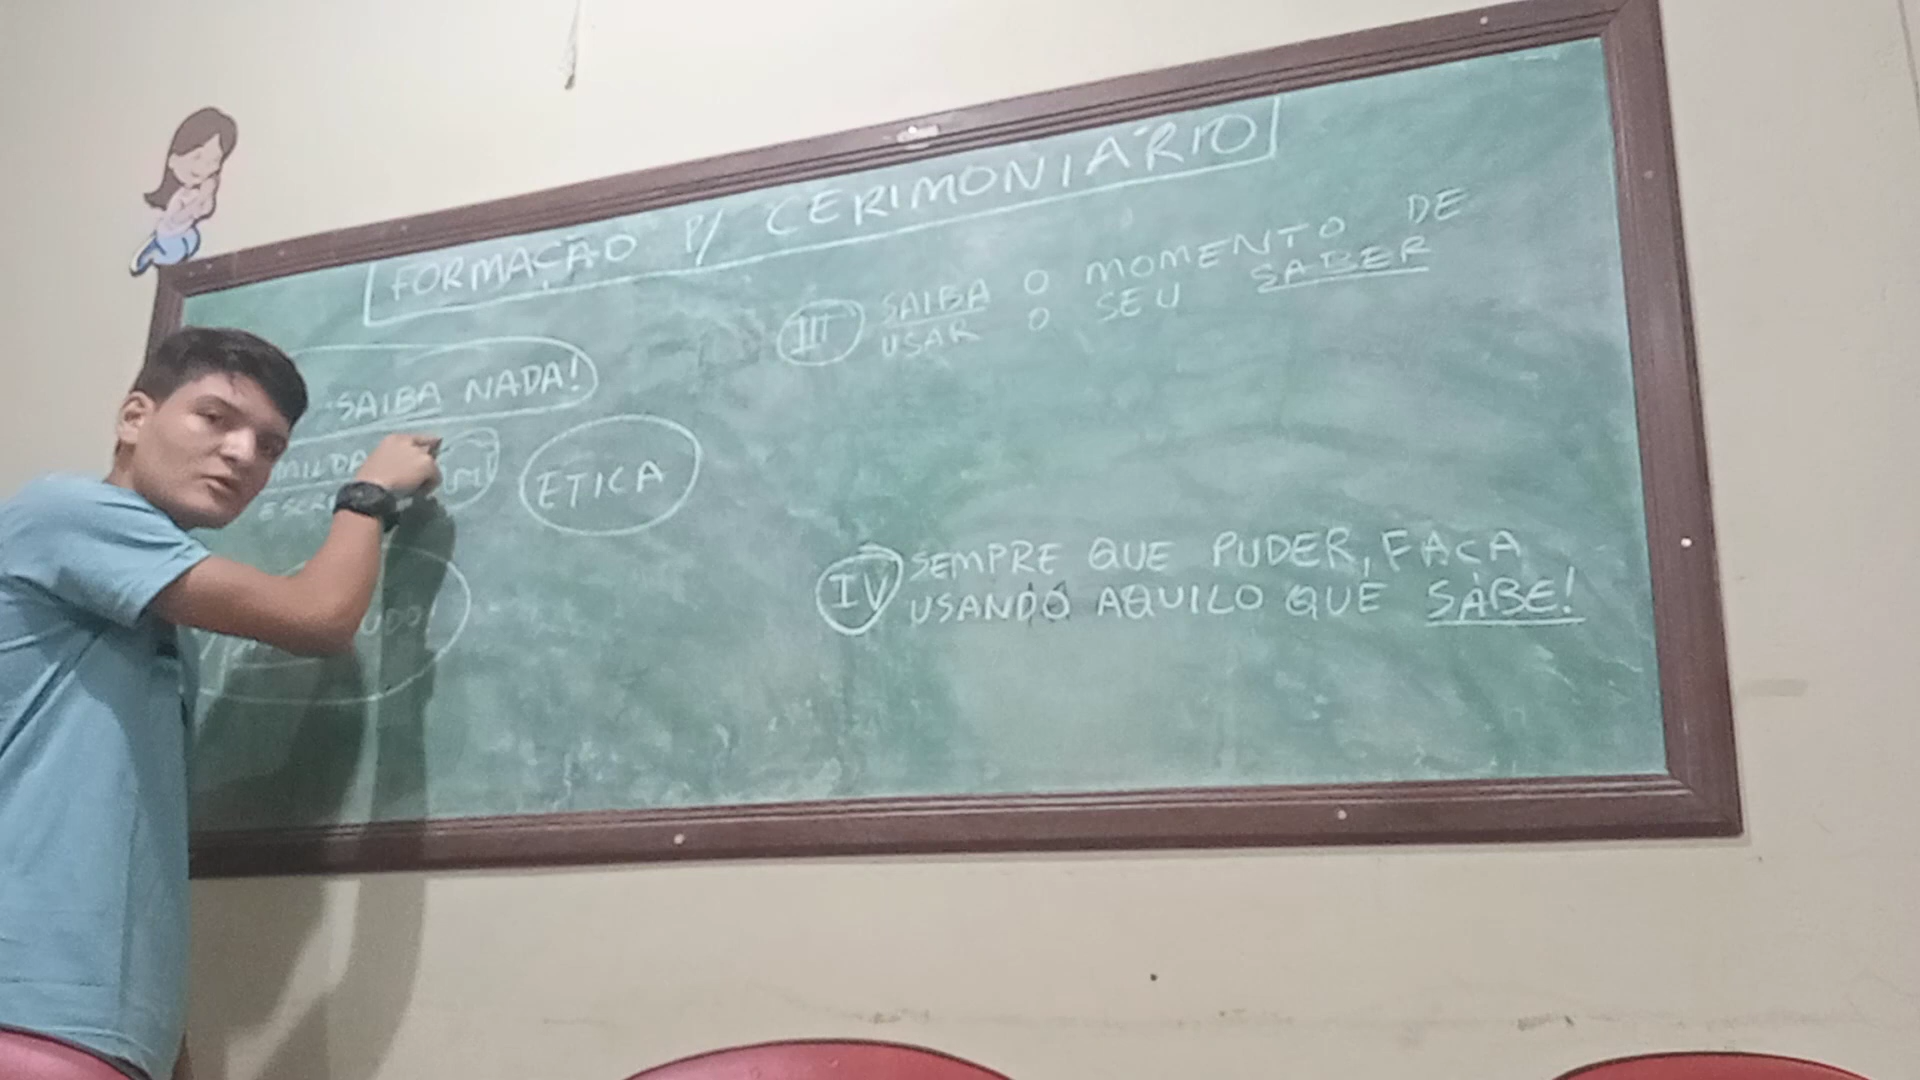 FORMAÇÃO P/ CERIMONIÁRIO
SAIBA NADA!
ETICA
III SAIBA O MOMENTO DE
USAR O SEU SABER
IV SEMPRE QUE PUDER, FAÇA
USANDO AQUILO QUE SABE!